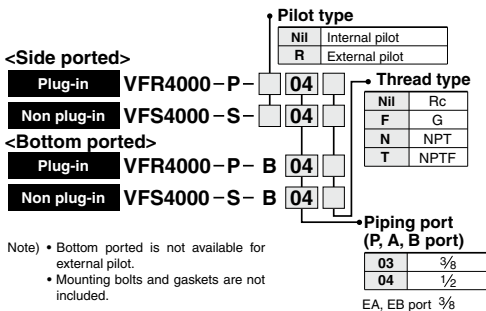 Pilot type
Nil Internal pilot
R External pilot
<Side ported>
Plug-in VFR4000-P- 04
Non plug-in VFS4000-S- 04
<Bottom ported>
Plug-in VFR4000-P- B 04
Non plug-in VFS4000-S- B 04
Thread type
Nil Rc
F G
N NPT
T NPTF
Note) • Bottom ported is not available for
external pilot.
• Mounting bolts and gaskets are not
included.
Piping port
(P, A, B port)
03 3/8
04 1/2
EA, EB port 3/8